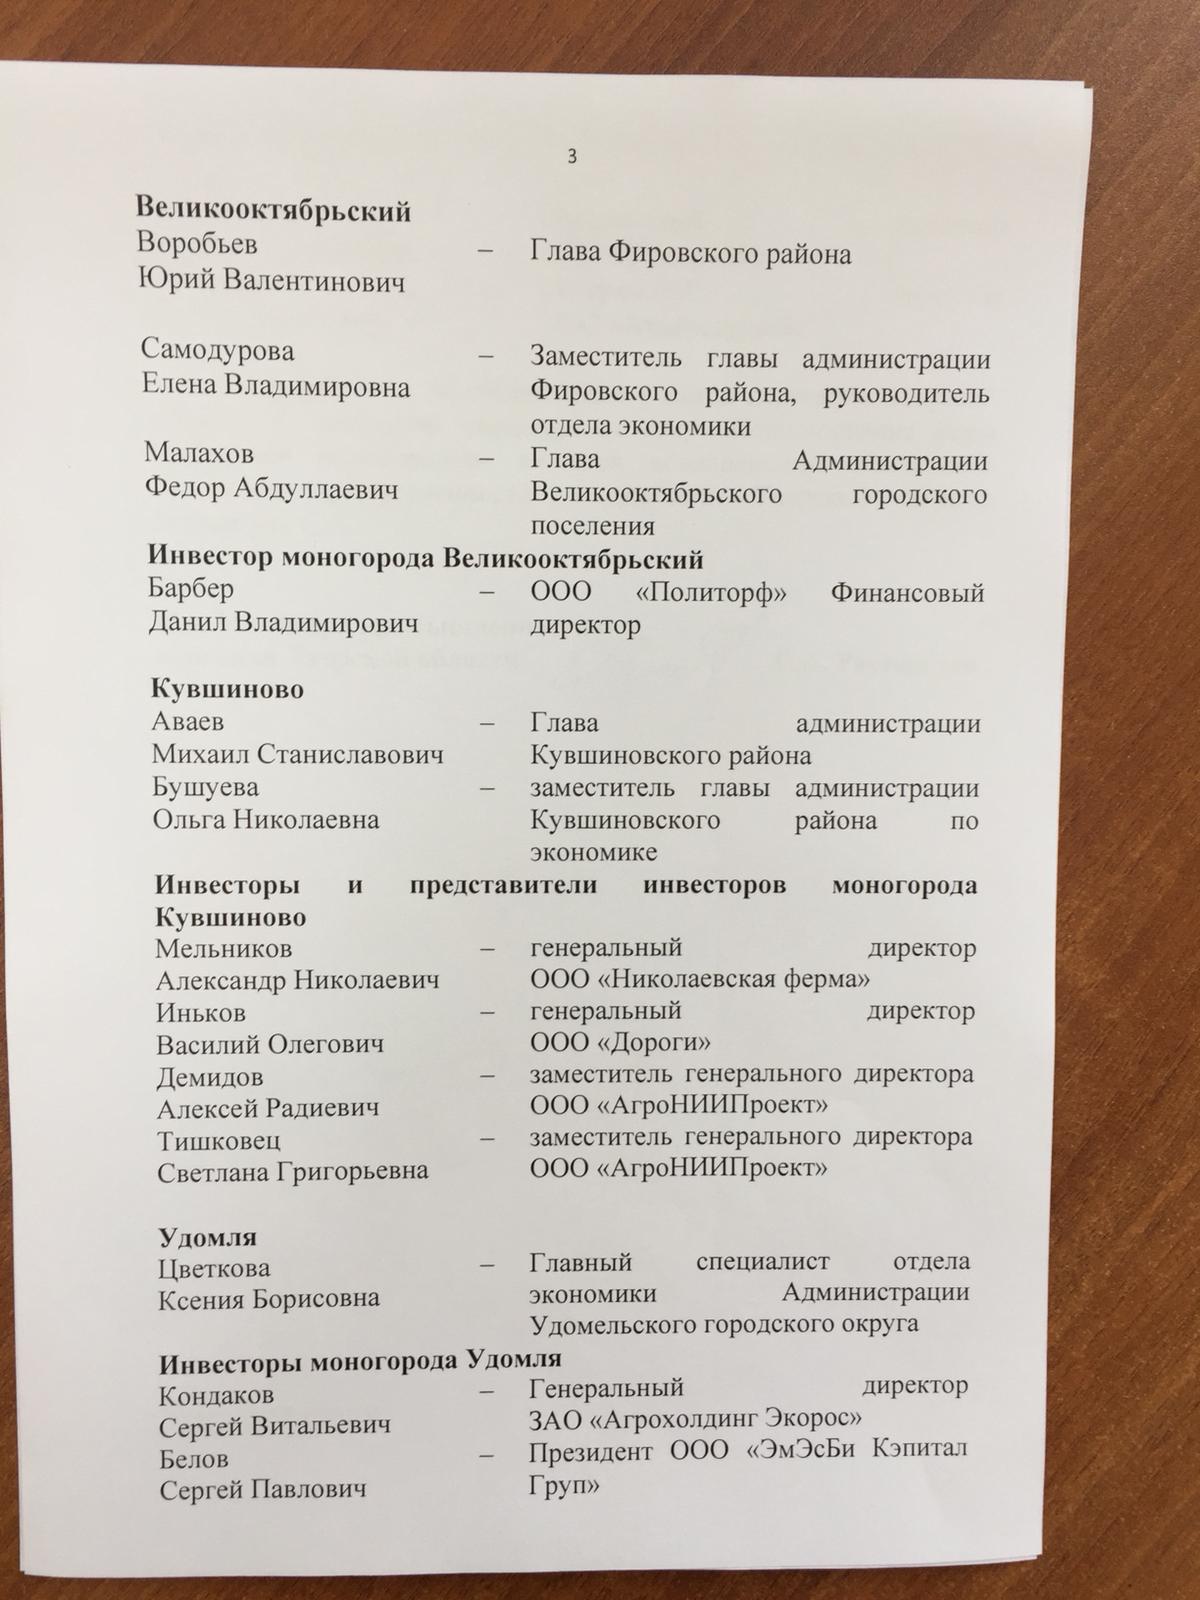 3
Великооктябрьский
Воробьев – Глава Фировского района
Юрий Валентинович
Самодурова – Заместитель главы администрации
Елена Владимировна Фировского района, руководитель
отдела экономики
Малахов – Глава Администрации
Федор Абдуллаевич Великооктябрьского городского
поселения
Инвестор моногорода Великооктябрьский
Барбер – ООО «Политорф» Финансовый
Данил Владимирович директор
Кувшиново
Аваев – Глава администрации
Михаил Станиславович Кувшиновского района
Бушуева – заместитель главы администрации
Ольга Николаевна Кувшиновского района по
экономике
Инвесторы и представители инвесторов моногорода
Кувшиново
Мельников – генеральный директор
Александр Николаевич ООО «Николаевская ферма»
Иньков – генеральный директор
Василий Олегович ООО «Дороги»
Демидов – заместитель генерального директора
Алексей Радиевич ООО «АгроНИИПроект»
Тишковец – заместитель генерального директора
Светлана Григорьевна ООО «АгроНИИПроект»
Удомля
Цветкова – Главный специалист отдела
Ксения Борисовна экономики Администрации
Удомельского городского округа
Инвесторы моногорода Удомля
Кондаков – Генеральный директор
Сергей Витальевич ЗАО «Агрохолдинг Экорос»
Белов – Президент ООО «ЭмЭсБи Кэпитал
Сергей Павлович Груп»